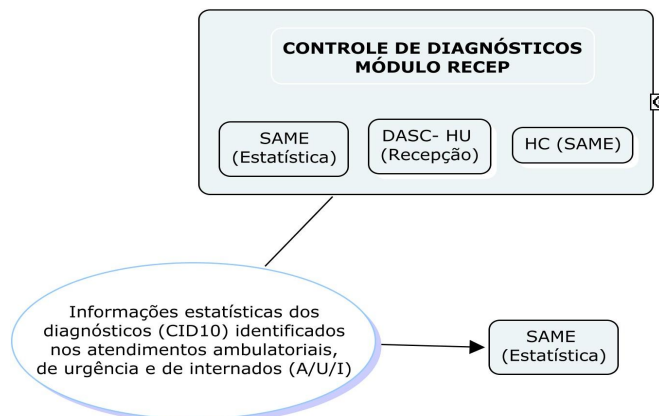 CONTROLE DE DIAGNÓSTICOS
MÓDULO RECEP
SAME
(Estatística)
DASC- HU
(Recepção)
HC (SAME)
Informações estatísticas dos
diagnósticos (CID10) identificados
nos atendimentos ambulatoriais,
de urgência e de internados (A/U/I)
SAME
(Estatística)